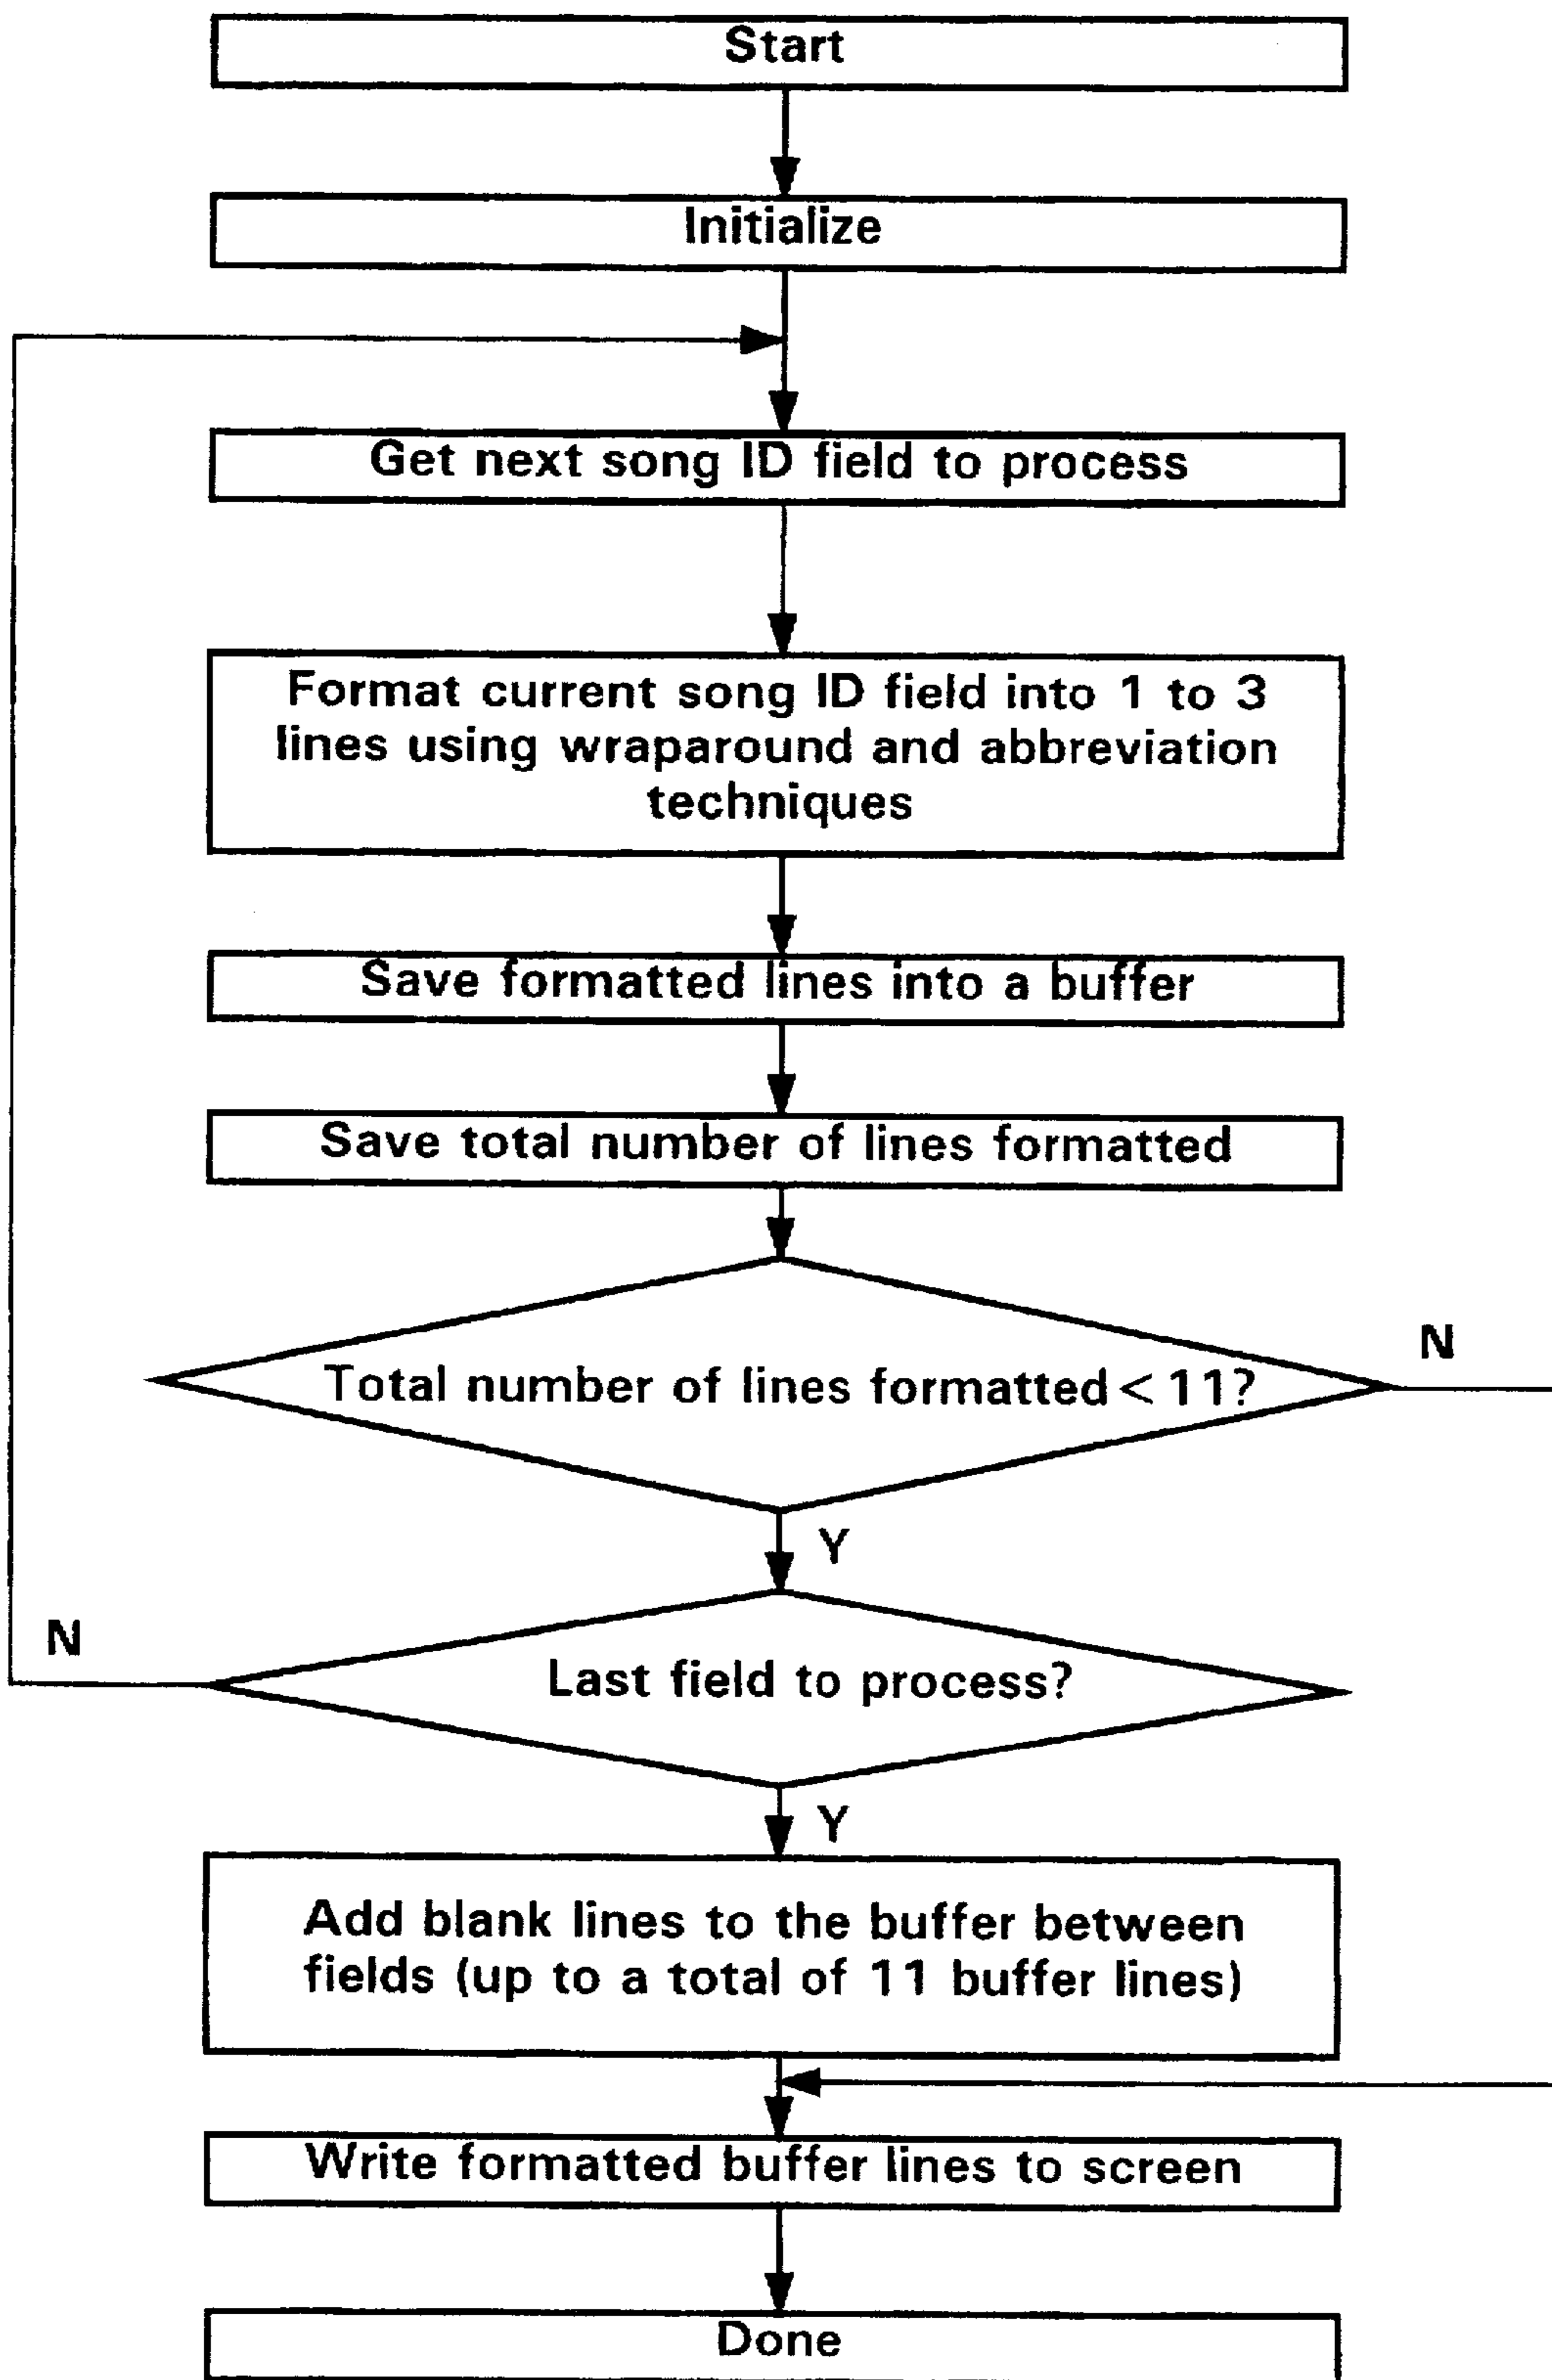 Start
Initialize
Get next song ID field to process
Format current song ID field into 1 to 3
lines using wraparound and abbreviation
techniques
Save formatted lines into a buffer
Save total number of lines formatted
N
Total number of lines formatted < 11?
Y
N
Last field to process?
Y
Add blank lines to the buffer between
fields (up to a total of 11 buffer lines)
Write formatted buffer lines to screen
Done